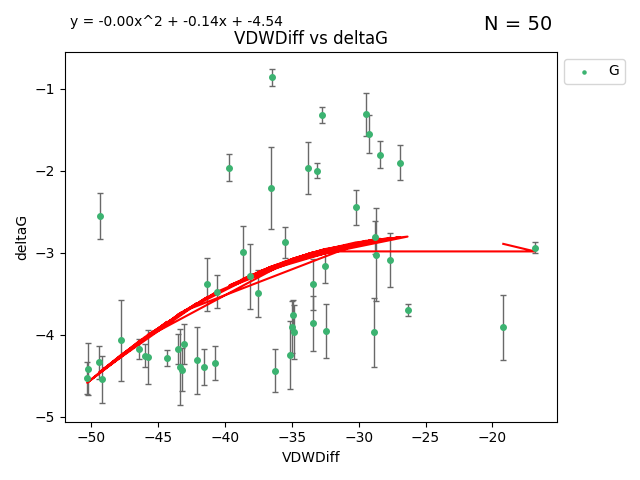 y = -0.00x^2 + -0.14x + -4.54
N = 50
VDWDiff vs deltaG
G
deltaG
−1
−2
−3
−4
−5
−50
−45
−40
−35
−30
−25
−20
VDWDiff